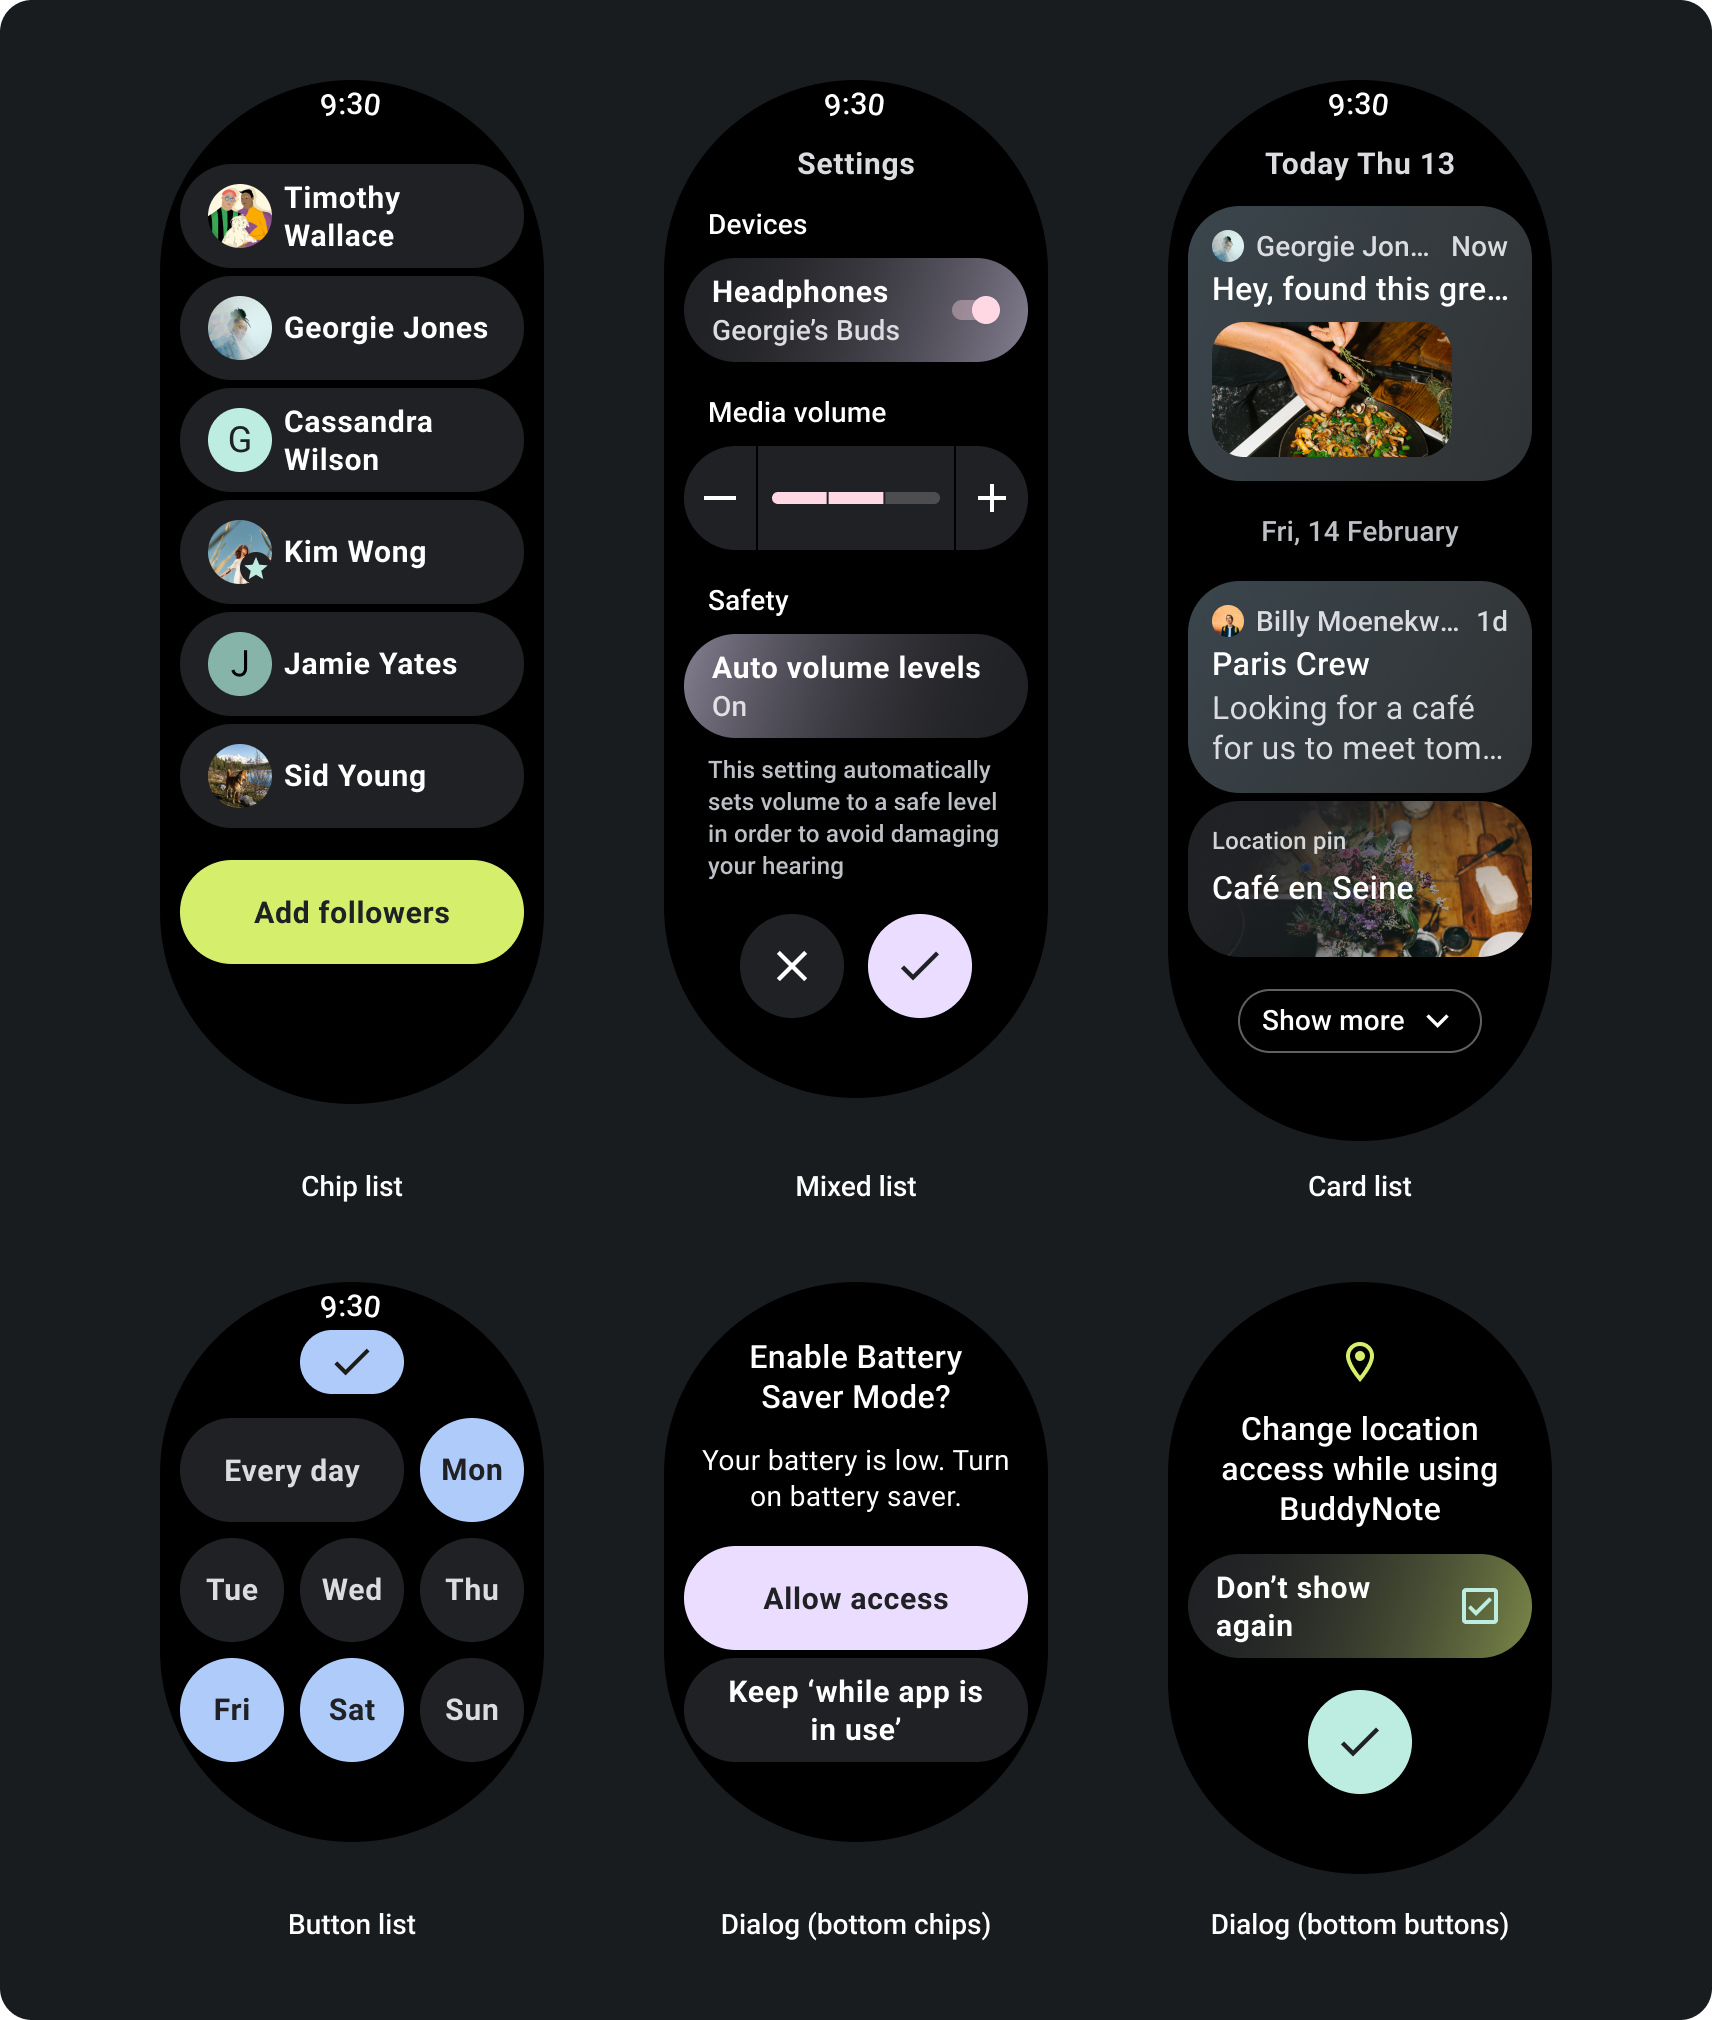 9:30
Timothy
Wallace
Georgie Jones
G
Cassandra
Wilson
Kim Wong
J
Jamie Yates
Sid Young
Add followers
Chip list
9:30
Settings
Devices
Headphones
Georgie’s Buds
Media volume
Safety
Auto volume levels
On
This setting automatically
sets volume to a safe level
in order to avoid damaging
your hearing
Mixed list
9:30
Today Thu 13
Georgie Jon... Now
Hey, found this gre...
Fri, 14 February
Billy Moenekw... 1d
Paris Crew
Looking for a café
for us to meet tom...
Location pin
Café en Seine
Show more
Card list
9:30
Every day
Mon
Tue
Wed
Thu
Fri
Sat
Sun
Button list
Enable Battery
Saver Mode?
Your battery is low. Turn
on battery saver.
Allow access
Keep ‘while app is
in use’
Dialog (bottom chips)
Change location
access while using
BuddyNote
Don’t show
again
Dialog (bottom buttons)